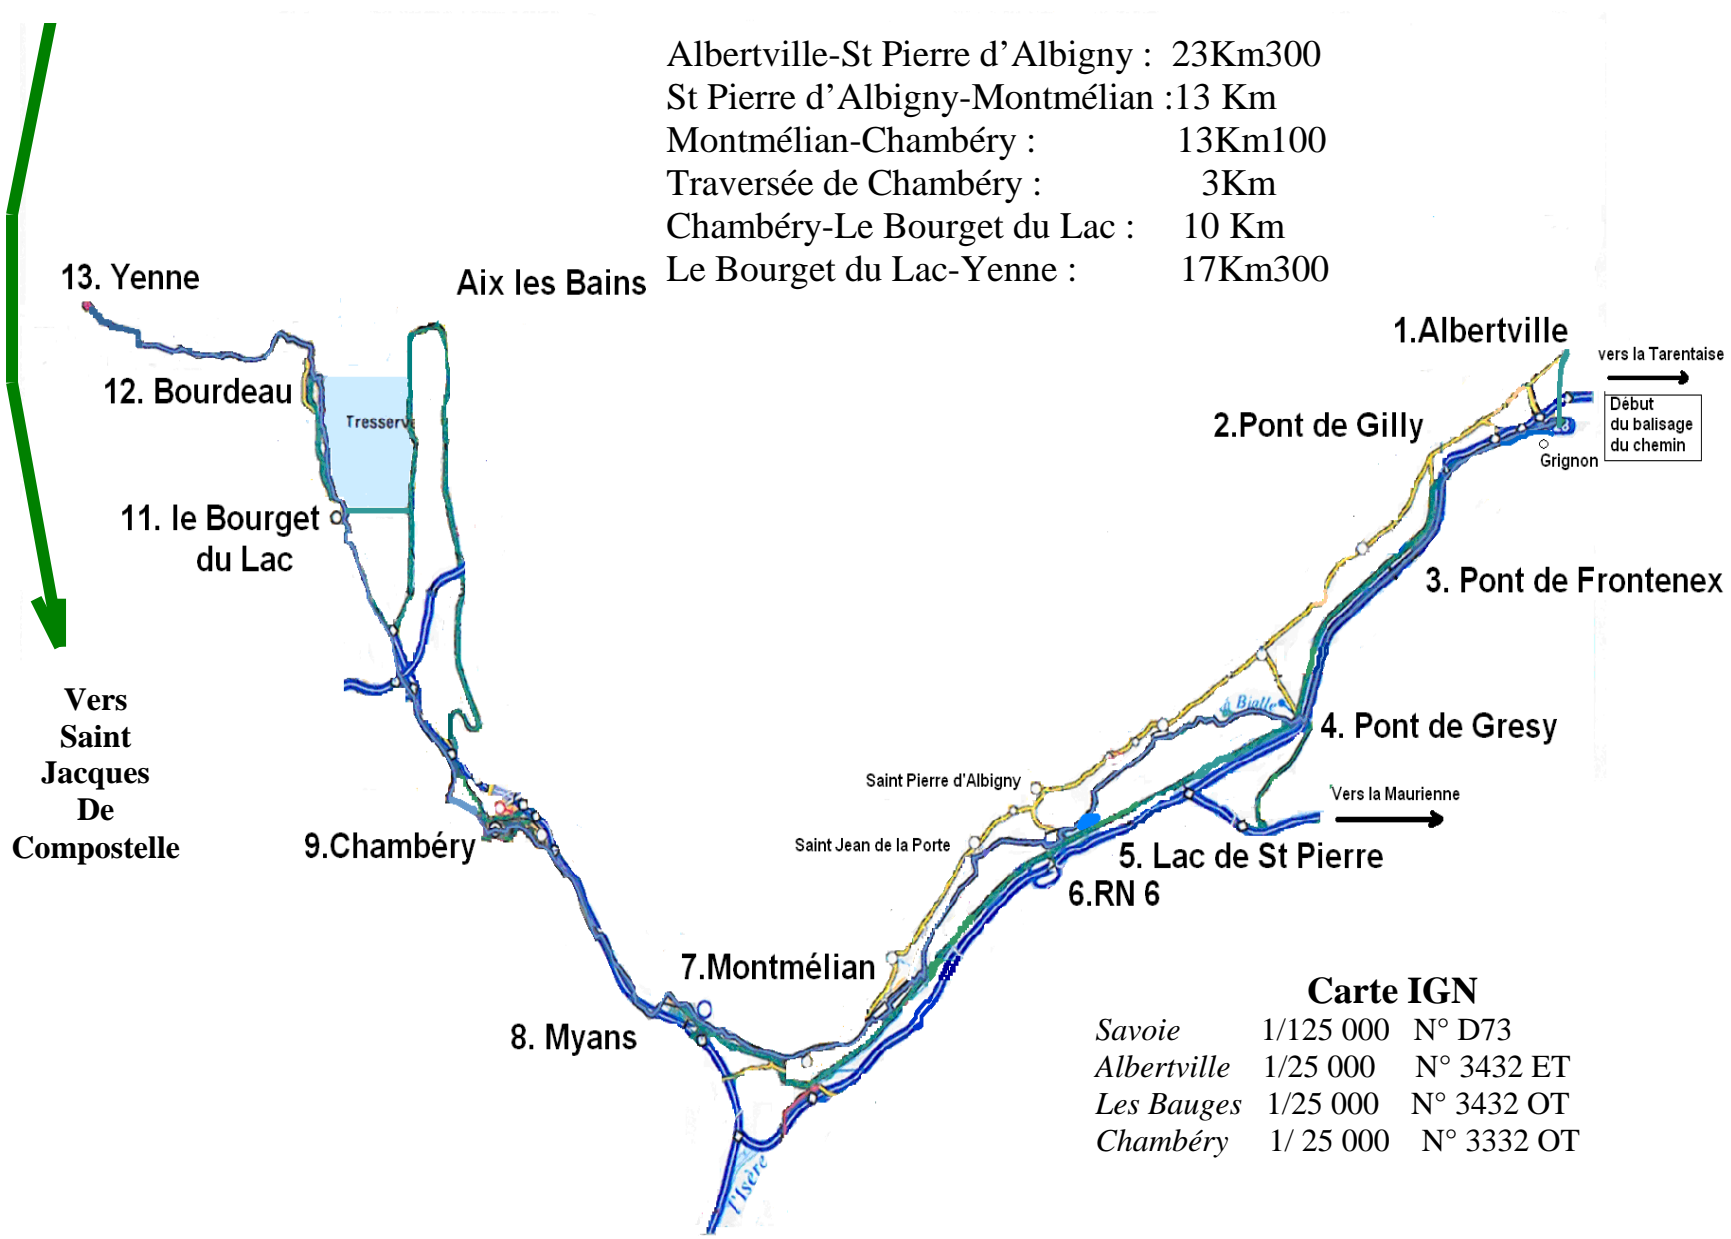 Albertville-St Pierre d’Albigny : 23Km300
St Pierre d’Albigny-Montmélian :13 Km
Montmélian-Chambéry : 13Km100
Traversée de Chambéry : 3Km
Chambéry-Le Bourget du Lac : 10 Km
Le Bourget du Lac-Yenne : 17Km300
13. Yenne
Aix les Bains
1.Albertville
vers la Tarentaise
12. Bourdeau
Tresserve
2.Pont de Gilly
Début
du balisage
du chemin
Grignon
11. le Bourget
du Lac
3. Pont de Frontenex
Vers
Saint
Jacques
De
Compostelle
Bialle
4. Pont de Gresy
Saint Pierre d'Albigny
Vers la Maurienne
9.Chambéry
Saint Jean de la Porte
5. Lac de St Pierre
6.RN 6
7.Montmélian
8. Myans
Carte IGN
Savoie 1/125 000 N° D73
Albertville 1/25 000 N° 3432 ET
Les Bauges 1/25 000 N° 3432 OT
Chambéry 1/ 25 000 N° 3332 OT
l'Isère